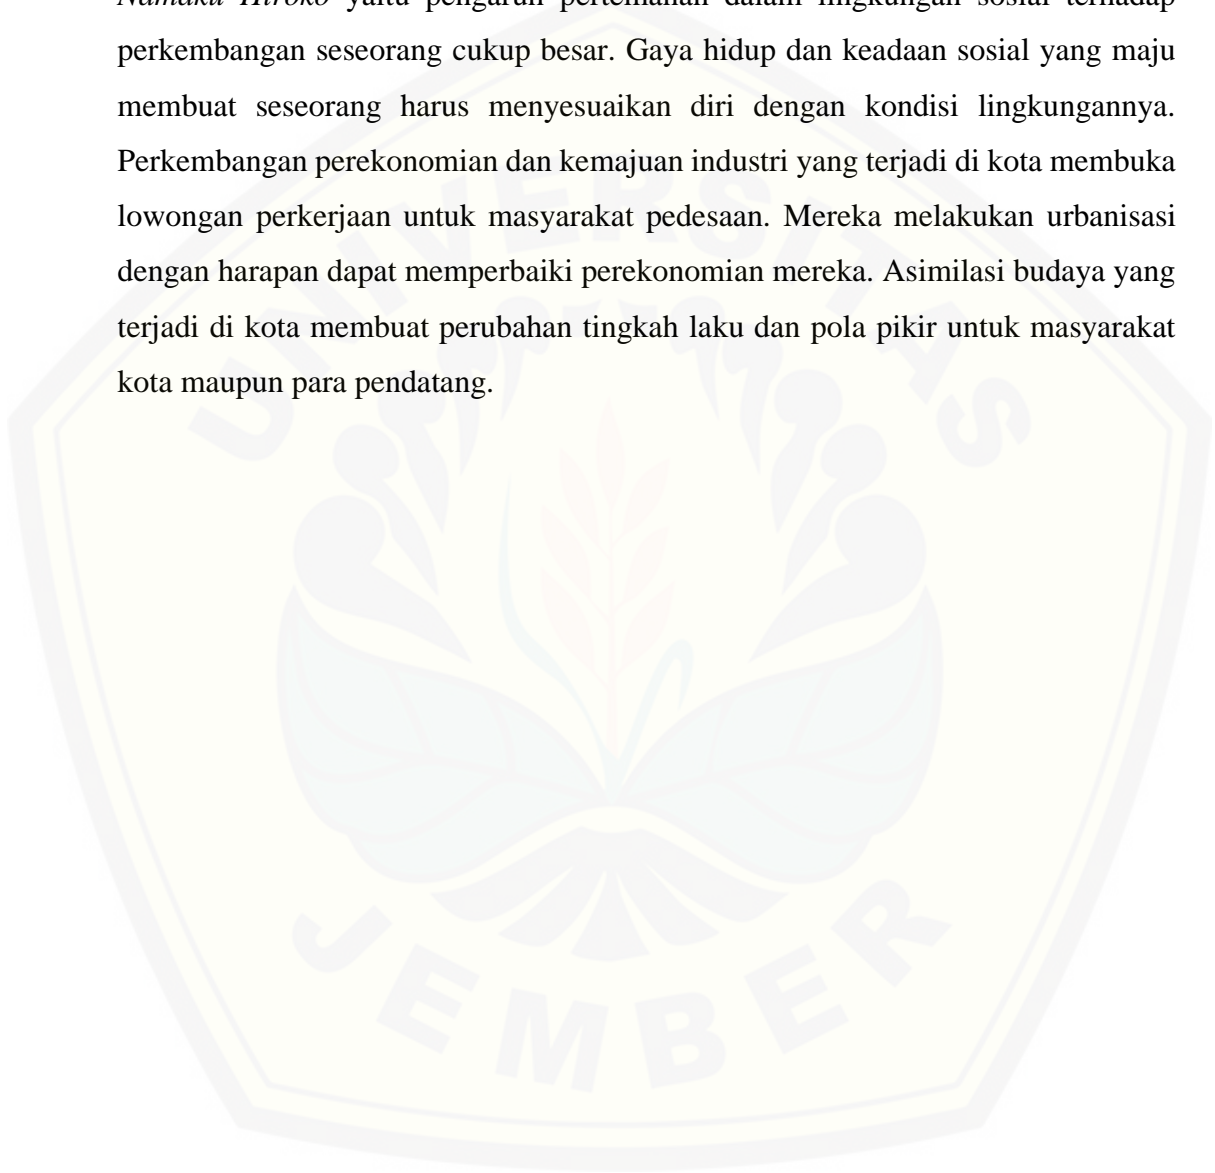 Namaku Hiroko yaitu pengaruh pertemanan dalam lingkungan sosial terhadap
perkembangan seseorang cukup besar. Gaya hidup dan keadaan sosial yang maju
membuat seseorang harus menyesuaikan diri dengan kondisi lingkungannya.
Perkembangan perekonomian dan kemajuan industri yang terjadi di kota membuka
lowongan perkerjaan untuk masyarakat pedesaan. Mereka melakukan urbanisasi
dengan harapan dapat memperbaiki perekonomian mereka. Asimilasi budaya yang
terjadi di kota membuat perubahan tingkah laku dan pola pikir untuk masyarakat
kota maupun para pendatang.
UNIVERSITAS
JEMBER